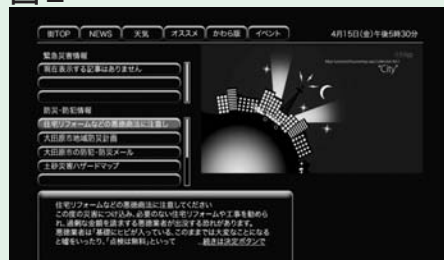 図2
街TOP NEWS 天気 オススメ かわら版 イベント 4月15日(金)午後5時30分
緊急災害情報
現在表示する記事はありません
"City"
防災・防犯情報
住宅リフォームなどの悪徳商法に注意し
大田原市地域防災計画
大田原市の防犯・防災メール
土砂災害ハザードマップ
住宅リフォームなどの悪徳商法に注意してください
この度の災害につけ込み、必要のない住宅リフォームや工事を勧めら
れ、過剰な金額を請求する悪徳業者が出没する恐れがあります。
悪徳業者は「基礎にヒビが入っている、このままでは大変なことになる
と嘘をいったり、「点検は無料」といって ...続きは決定ボタンで